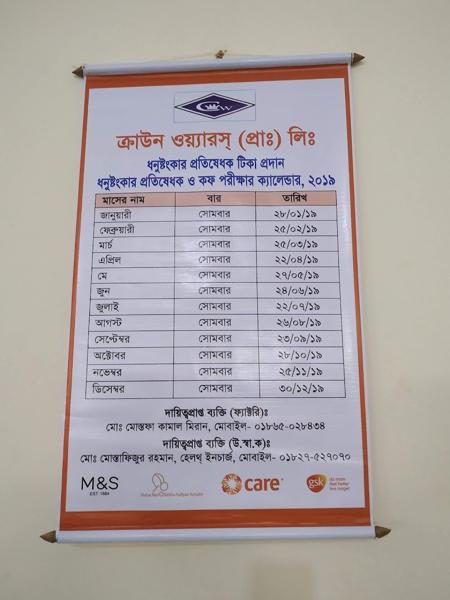 CW
ক্রাউন ওয়্যারস্ (প্রাঃ) লিঃ
ধনুষ্টংকার প্রতিষেধক টিকা প্রদান
ধনুষ্টংকার প্রতিষেধক ও কফ পরীক্ষার ক্যালেন্ডার, ২০১৯
মাসের নাম বার তারিখ
জানুয়ারী সোমবার ২৮/০১/১৯
ফেব্রুয়ারী সোমবার ২৫/০২/১৯
মার্চ সোমবার ২৫/০৩/১৯
এপ্রিল সোমবার ২২/০৪/১৯
মে সোমবার ২৭/০৫/১৯
জুন সোমবার ২৪/০৬/১৯
জুলাই সোমবার ২২/০৭/১৯
আগস্ট সোমবার ২৬/০৮/১৯
সেপ্টেম্বর সোমবার ২৩/০৯/১৯
অক্টোবর সোমবার ২৮/১০/১৯
নভেম্বর সোমবার ২৫/১১/১৯
ডিসেম্বর সোমবার ৩০/১২/১৯
দায়িত্বপ্রাপ্ত ব্যক্তি (ফ্যাক্টরি)ঃ
মোঃ মোস্তফা কামাল মিরান, মোবাইল- ০১৮৬৫-০২৮৪৩৪
দায়িত্বপ্রাপ্ত ব্যক্তি (উ.স্বা.ক)ঃ
মোঃ মোস্তাফিজুর রহমান, হেলথ্ ইনচার্জ, মোবাইল- ০১৮২৭-৫২৭০৭০
M&S
EST. 1884
care
gsk
do more
feel better
live longer